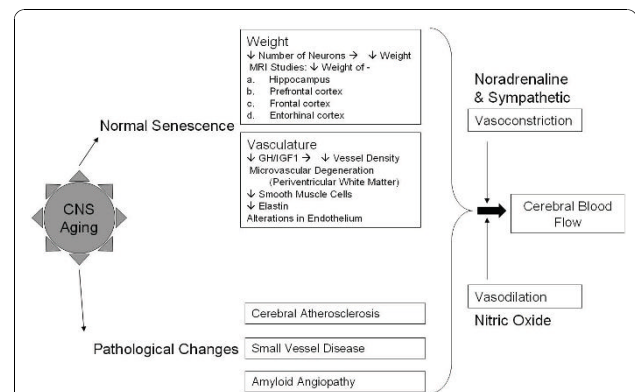 Weight
↓ Number of Neurons → ↓ Weight
MRI Studies: ↓ Weight of -
a. Hippocampus
b. Prefrontal cortex
c. Frontal cortex
d. Entorhinal cortex
Normal Senescence
Vasculature
↓ GH/IGF1 → ↓ Vessel Density
Microvascular Degeneration
(Periventricular White Matter)
↓ Smooth Muscle Cells
↓ Elastin
Alterations in Endothelium
CNS
Aging
Pathological Changes
Cerebral Atherosclerosis
Small Vessel Disease
Amyloid Angiopathy
Noradrenaline
& Sympathetic
Vasoconstriction
Cerebral Blood
Flow
Vasodilation
Nitric Oxide